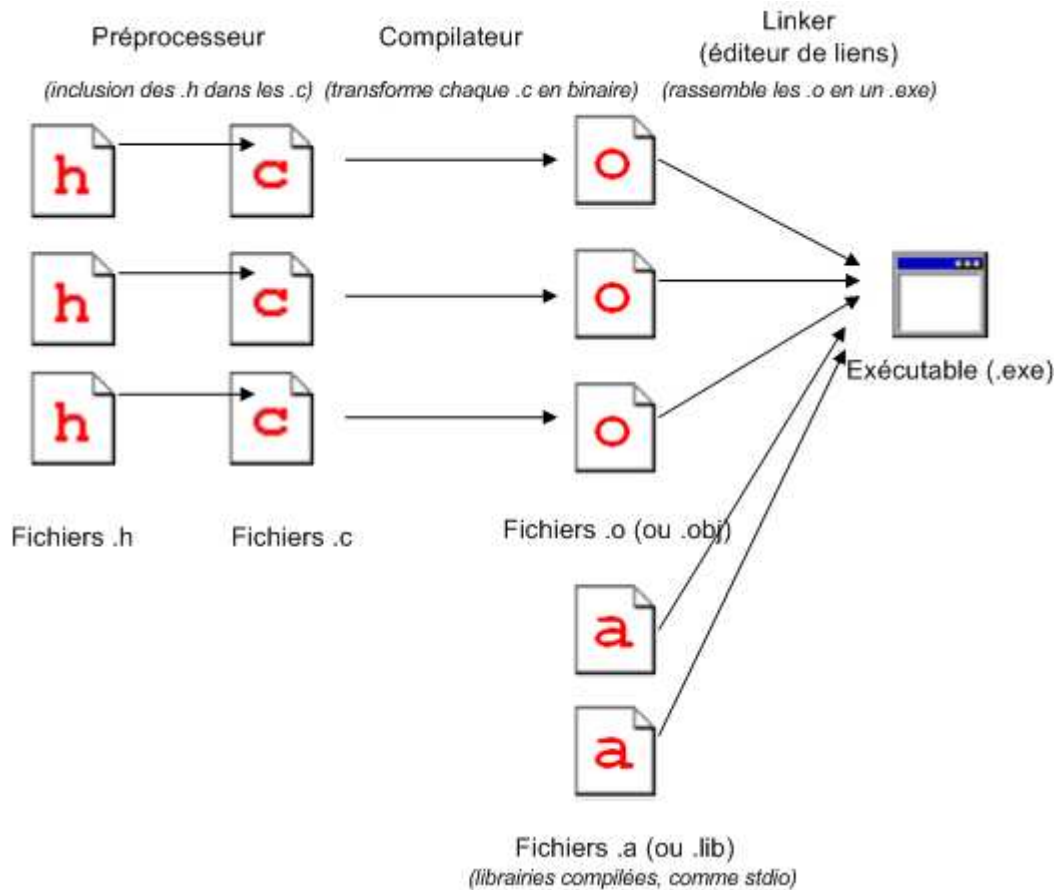 Préprocesseur
Compilateur
Linker
(éditeur de liens)
(inclusion des .h dans les .c)
(transforme chaque .c en binaire)
(rassemble les .o en un .exe)
h
c
o
h
c
o
Exécutable (.exe)
h
c
o
Fichiers .h
Fichiers .c
Fichiers .o (ou .obj)
a
a
Fichiers .a (ou .lib)
(librairies compilées, comme stdio)